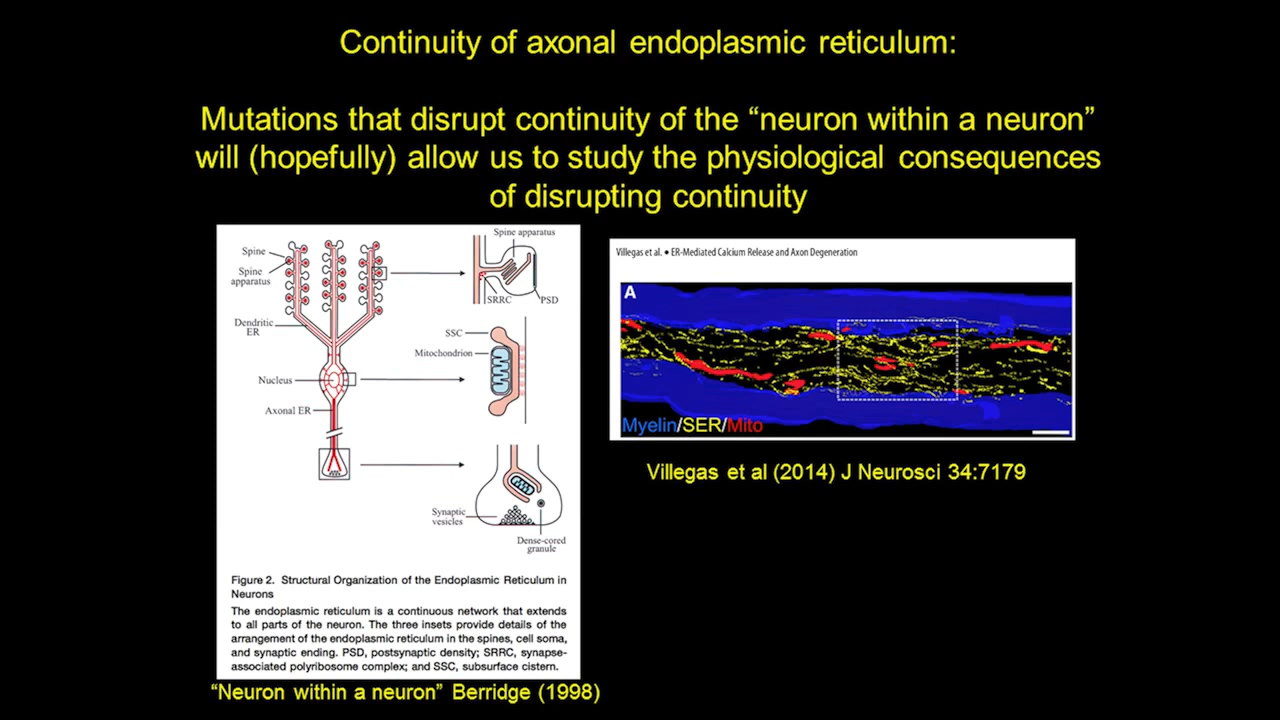 Continuity of axonal endoplasmic reticulum:
Mutations that disrupt continuity of the “neuron within a neuron”
will (hopefully) allow us to study the physiological consequences
of disrupting continuity
Spine
Spine
apparatus
Dendritic
ER
Nucleus
Axonal ER
Spine apparatus
SRRC
PSD
SSC
Mitochondrion
Synaptic
vesicles
Dense-cored
granule
Figure 2. Structural Organization of the Endoplasmic Reticulum in
Neurons
The endoplasmic reticulum is a continuous network that extends
to all parts of the neuron. The three insets provide details of the
arrangement of the endoplasmic reticulum in the spines, cell soma,
and synaptic ending. PSD, postsynaptic density; SRRC, synapse-
associated polyribosome complex; and SSC, subsurface cistern.
“Neuron within a neuron” Berridge (1998)
Villegas et al. • ER-Mediated Calcium Release and Axon Degeneration
A
Myelin/SER/Mito
Villegas et al (2014) J Neurosci 34:7179